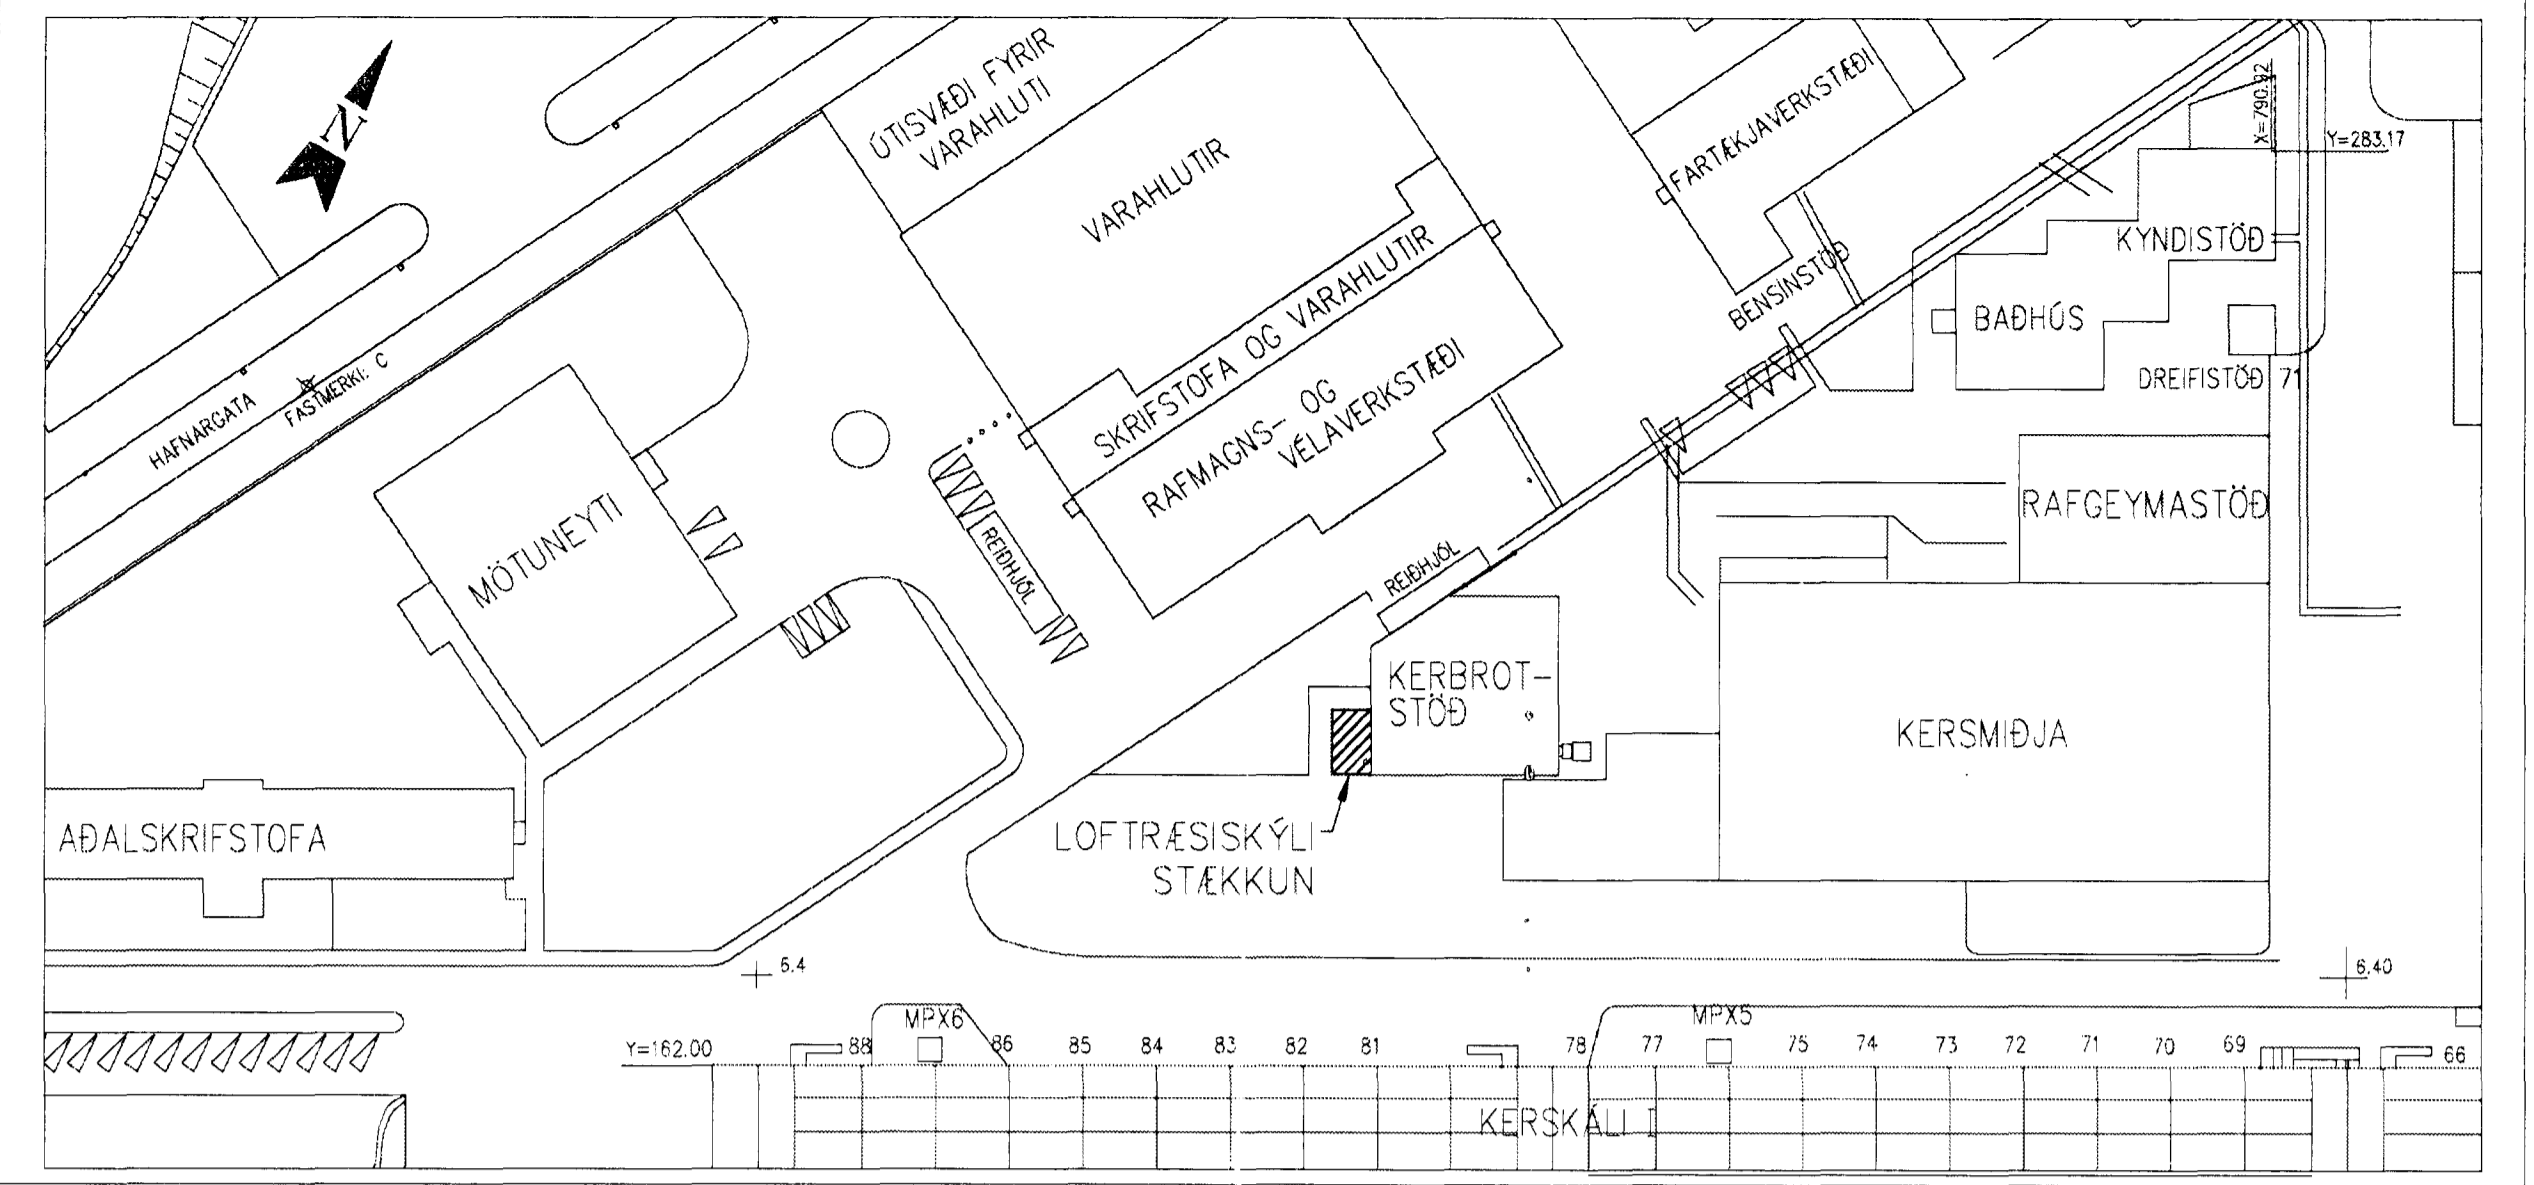 N
ÚTISVÆÐI FYRIR
VARAHLUTI
VARAHLUTIR
FARTÆKJAVERKSTÆÐI
X=790.92
Y=283.17
KYNDISTÖÐ
BENSÍNSTÖÐ
BAÐHÚS
DREIFISTÖÐ 71
SKRIFSTOFA OG VARAHLUTIR
RAFMAGNS- OG
VÉLAVERKSTÆÐI
HAFNARGATA
FASTMERKI: C
MÖTUNEYTI
REIÐHJÓL
REIÐHJÓL
RAFGEYMASTÖÐ
KERBROT-
STÖÐ
KERSMIÐJA
AÐALSKRIFSTOFA
LOFTRÆSISKÝLI
STÆKKUN
6.4
6.40
MPX6
MPX5
Y=162.00
88 86 85 84 83 82 81 78 77 75 74 73 72 71 70 69 66
KERSKÁLI I